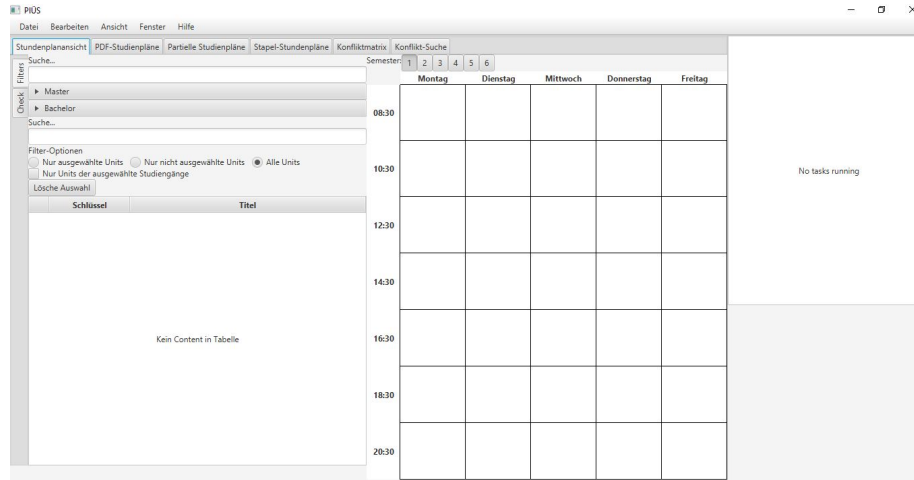 PlÜS
Datei Bearbeiten Ansicht Fenster Hilfe
Stundenplanansicht PDF-Studienpläne Partielle Studienpläne Stapel-Stundenpläne Konfliktmatrix Konflikt-Suche
Filters
Check
Suche...
Master
Bachelor
Suche...
Filter-Optionen
Nur ausgewählte Units Nur nicht ausgewählte Units Alle Units
Nur Units der ausgewählte Studiengänge
Lösche Auswahl
Schlüssel Titel
Kein Content in Tabelle
Semester: 1 2 3 4 5 6
Montag Dienstag Mittwoch Donnerstag Freitag
08:30
10:30
12:30
14:30
16:30
18:30
20:30
No tasks running